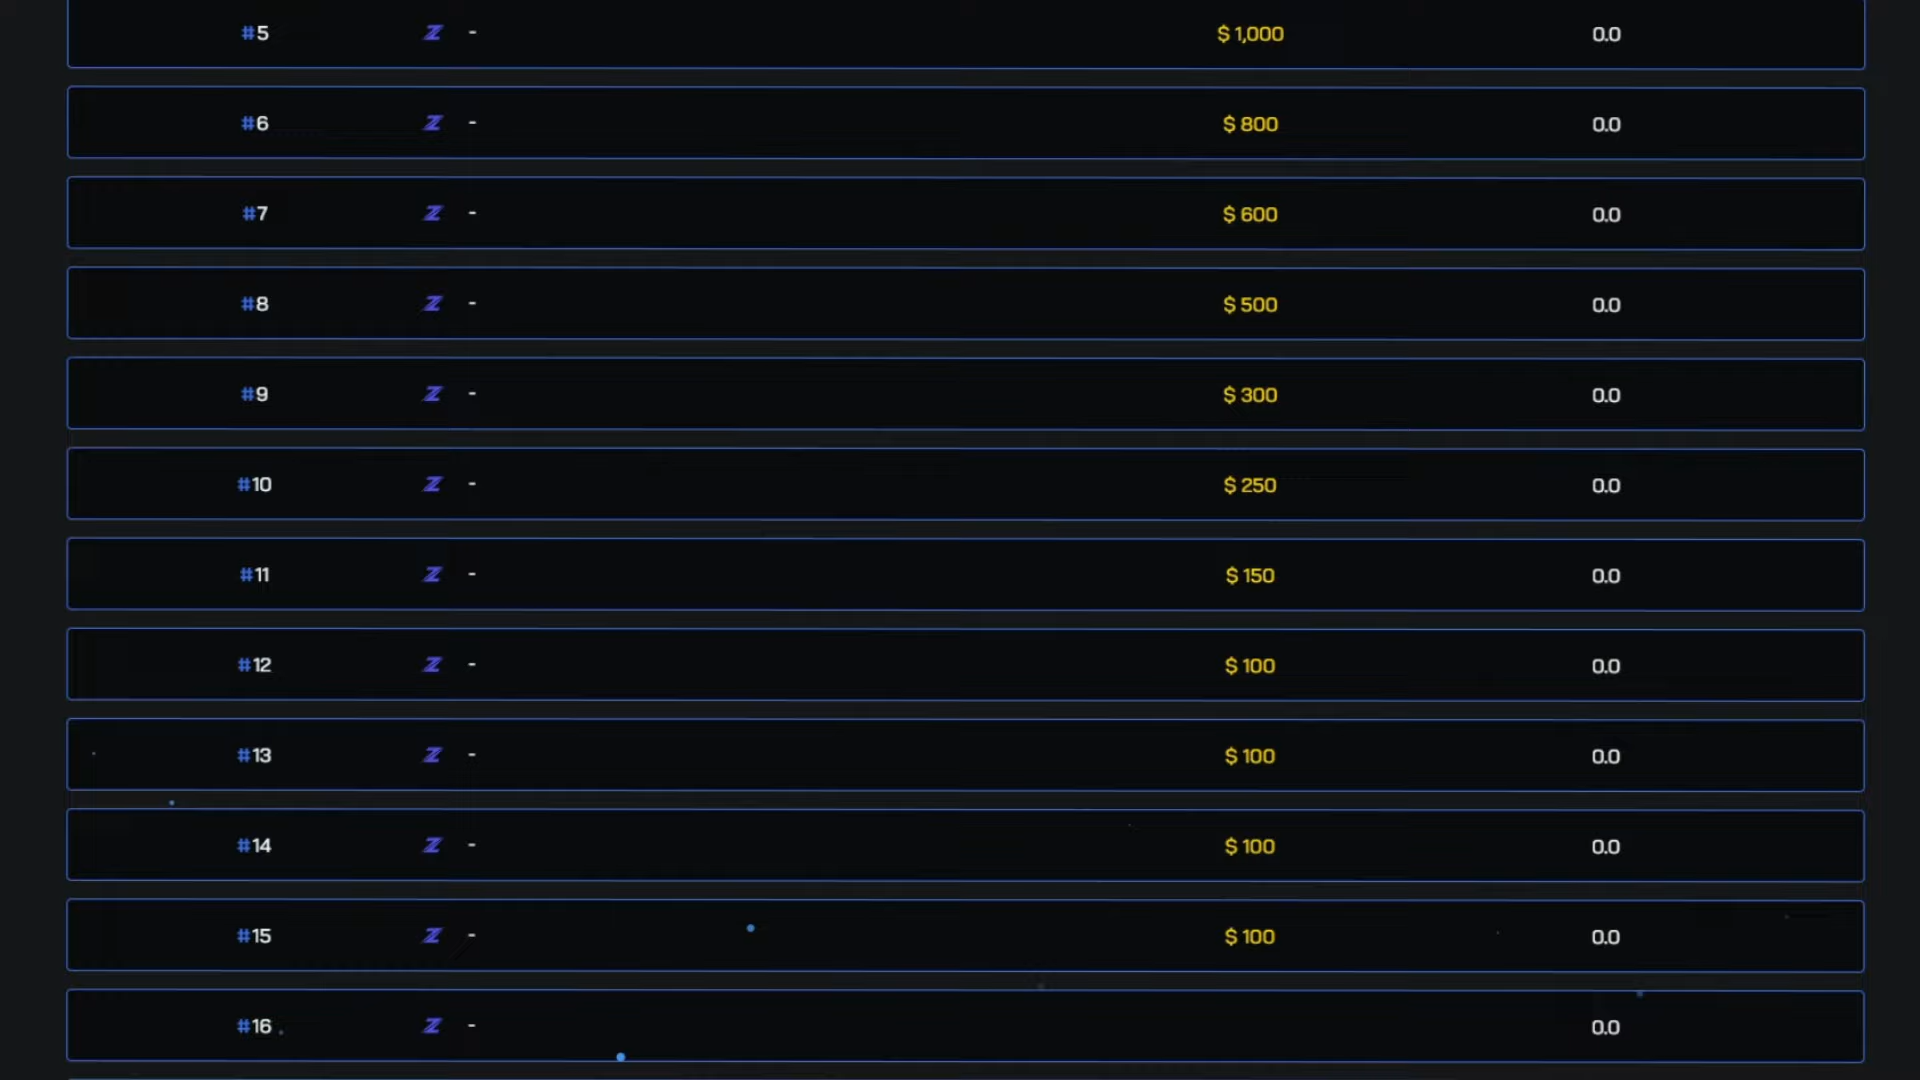 #5 Z - $ 1,000 0.0
#6 Z - $ 800 0.0
#7 Z - $ 600 0.0
#8 Z - $ 500 0.0
#9 Z - $ 300 0.0
#10 Z - $ 250 0.0
#11 Z - $ 150 0.0
#12 Z - $ 100 0.0
#13 Z - $ 100 0.0
#14 Z - $ 100 0.0
#15 Z - $ 100 0.0
#16 Z - 0.0